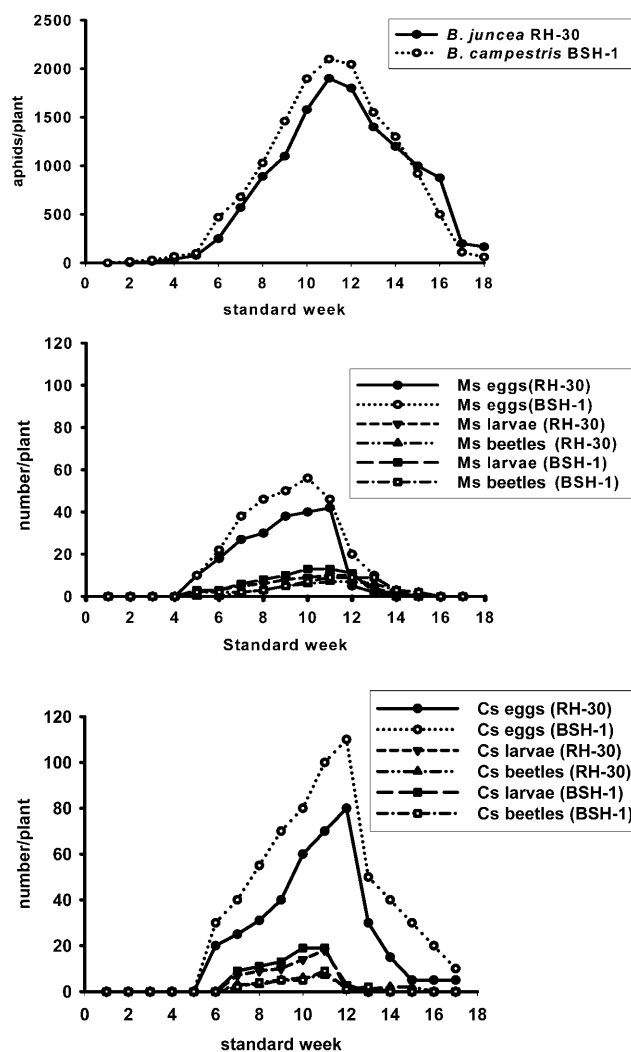 2500
2000
1500
1000
500
0
aphids/plant
B. juncea RH-30
B. campestris BSH-1
0 2 4 6 8 10 12 14 16 18
standard week
120
100
80
60
40
20
0
number/plant
Ms eggs(RH-30)
Ms eggs(BSH-1)
Ms larvae (RH-30)
Ms beetles (RH-30)
Ms larvae (BSH-1)
Ms beetles (BSH-1)
0 2 4 6 8 10 12 14 16 18
Standard week
120
100
80
60
40
20
0
number/plant
Cs eggs (RH-30)
Cs eggs (BSH-1)
Cs larvae (RH-30)
Cs beetles (RH-30)
Cs larvae (BSH-1)
Cs beetles (BSH-1)
0 2 4 6 8 10 12 14 16 18
standard week